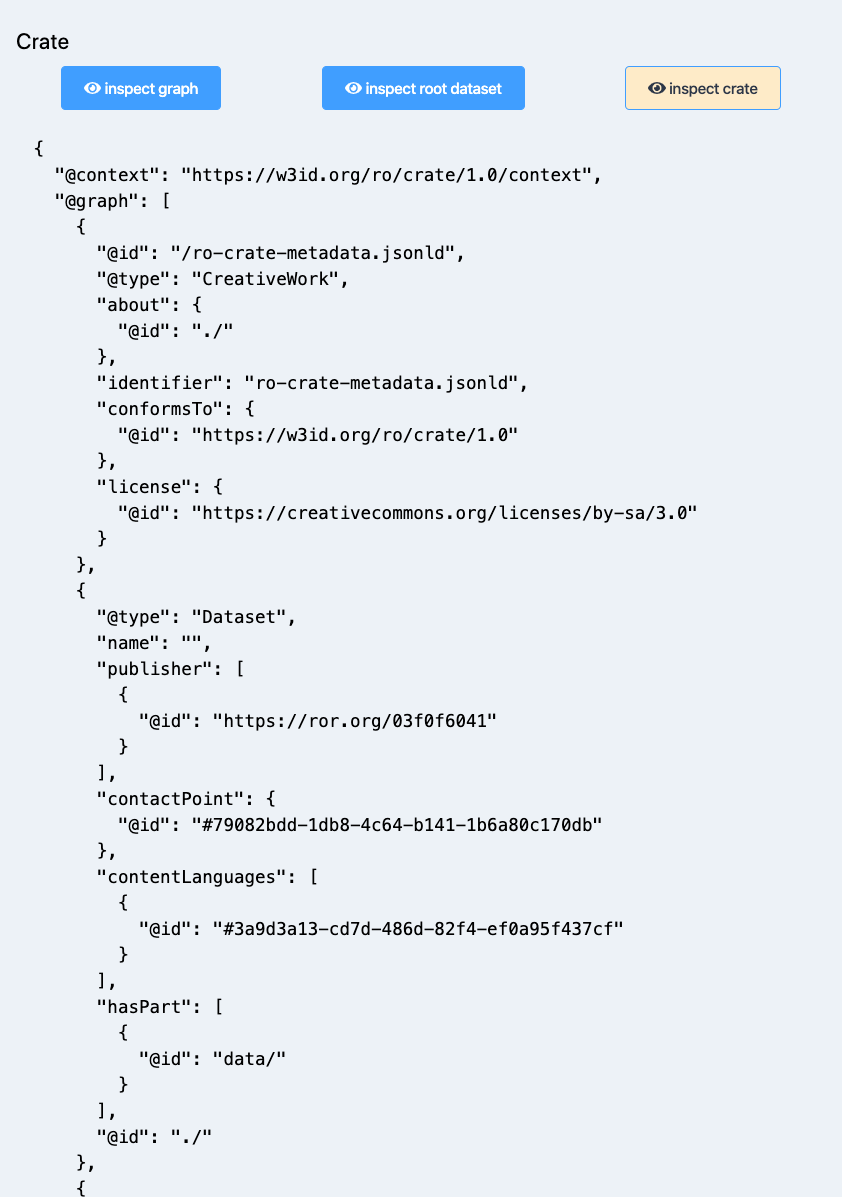 Crate
inspect graph
inspect root dataset
inspect crate
{
  "@context": "https://w3id.org/ro/crate/1.0/context",
  "@graph": [
    {
      "@id": "/ro-crate-metadata.jsonld",
      "@type": "CreativeWork",
      "about": {
        "@id": "./"
      },
      "identifier": "ro-crate-metadata.jsonld",
      "conformsTo": {
        "@id": "https://w3id.org/ro/crate/1.0"
      },
      "license": {
        "@id": "https://creativecommons.org/licenses/by-sa/3.0"
      }
    },
    {
      "@type": "Dataset",
      "name": "",
      "publisher": [
        {
          "@id": "https://ror.org/03f0f6041"
        }
      ],
      "contactPoint": {
        "@id": "#79082bdd-1db8-4c64-b141-1b6a80c170db"
      },
      "contentLanguages": [
        {
          "@id": "#3a9d3a13-cd7d-486d-82f4-ef0a95f437cf"
        }
      ],
      "hasPart": [
        {
          "@id": "data/"
        }
      ],
      "@id": "./"
    },
    {